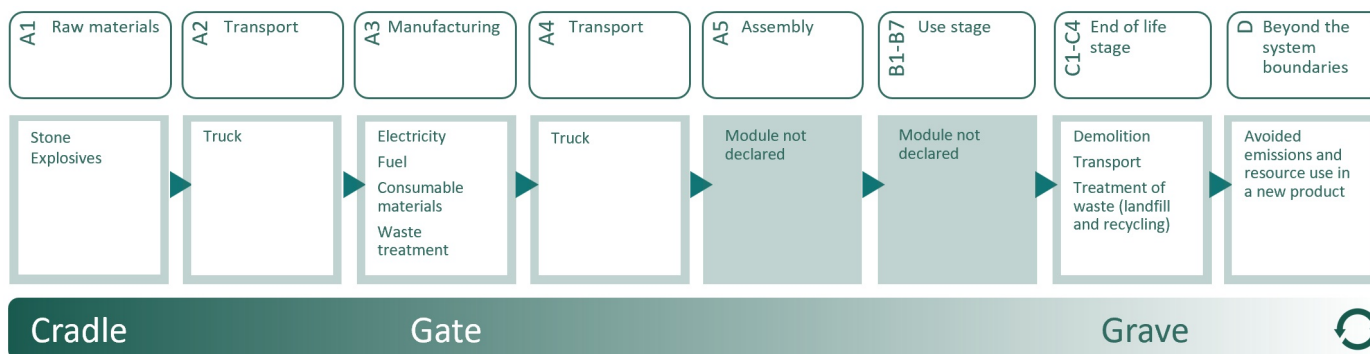 A1 Raw materials
A2 Transport
A3 Manufacturing
A4 Transport
A5 Assembly
B1-B7 Use stage
C1-C4 End of life
stage
D Beyond the
system
boundaries
Stone
Explosives
Truck
Electricity
Fuel
Consumable
materials
Waste
treatment
Truck
Module not
declared
Module not
declared
Demolition
Transport
Treatment of
waste (landfill
and recycling)
Avoided
emissions and
resource use in
a new product
Cradle
Gate
Grave